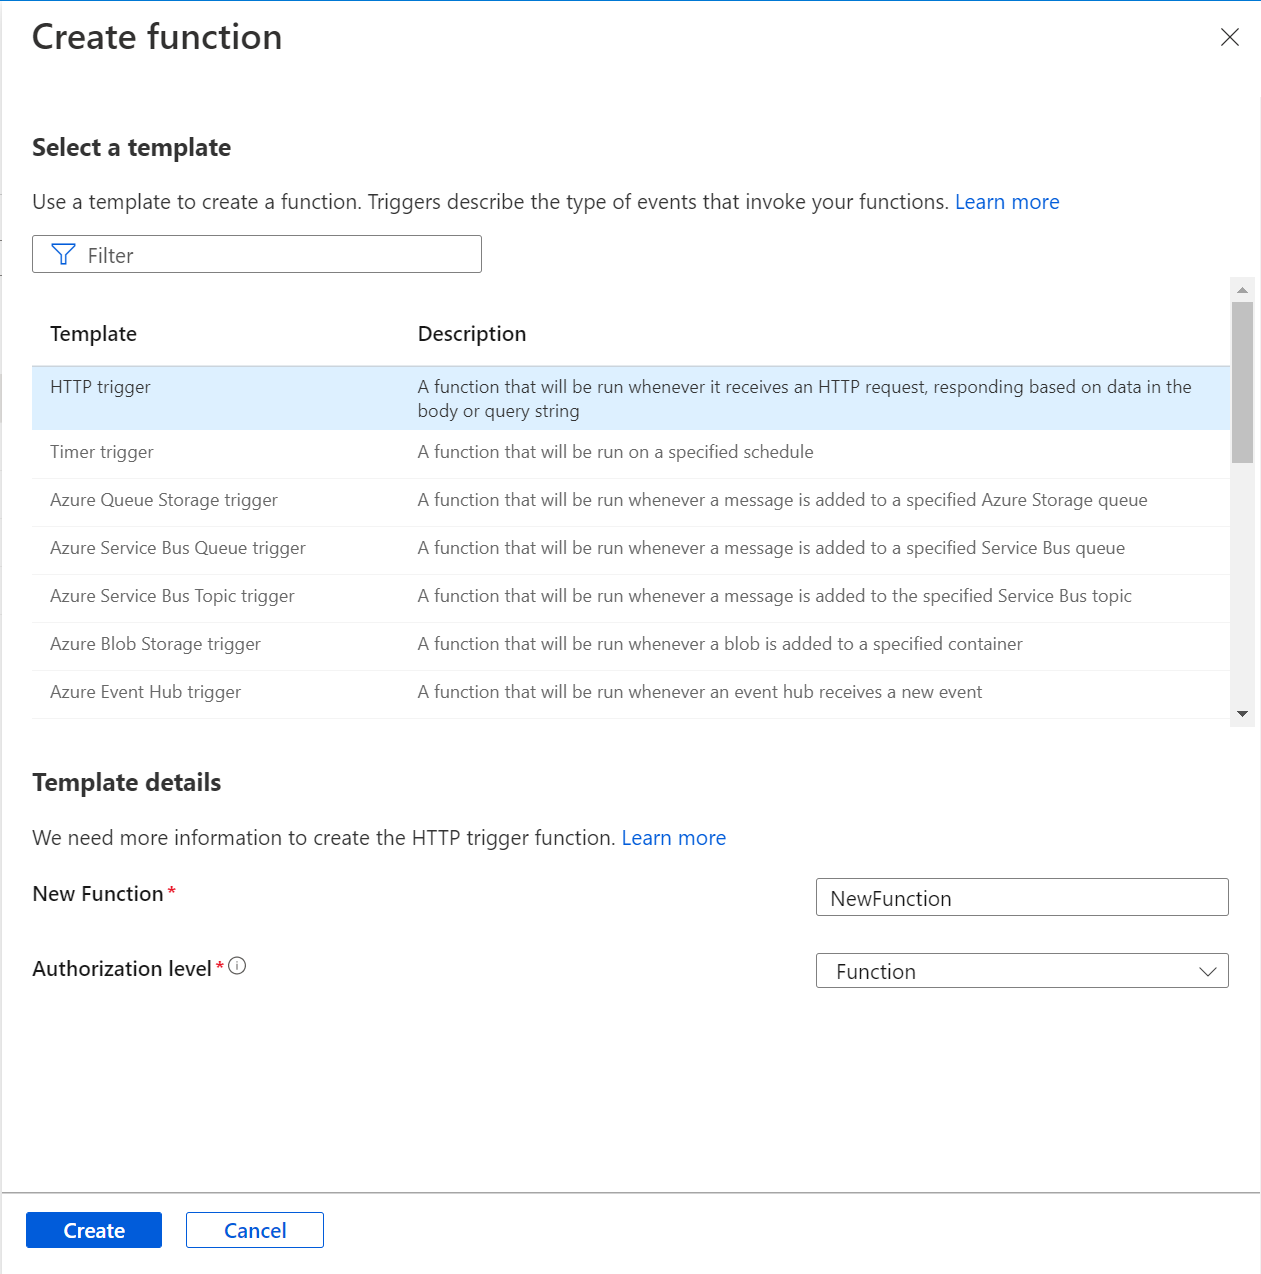 Create function
Select a template
Use a template to create a function. Triggers describe the type of events that invoke your functions. Learn more
Filter
Template Description
HTTP trigger A function that will be run whenever it receives an HTTP request, responding based on data in the
body or query string
Timer trigger A function that will be run on a specified schedule
Azure Queue Storage trigger A function that will be run whenever a message is added to a specified Azure Storage queue
Azure Service Bus Queue trigger A function that will be run whenever a message is added to a specified Service Bus queue
Azure Service Bus Topic trigger A function that will be run whenever a message is added to the specified Service Bus topic
Azure Blob Storage trigger A function that will be run whenever a blob is added to a specified container
Azure Event Hub trigger A function that will be run whenever an event hub receives a new event
Template details
We need more information to create the HTTP trigger function. Learn more
New Function * NewFunction
Authorization level * Function
Create Cancel